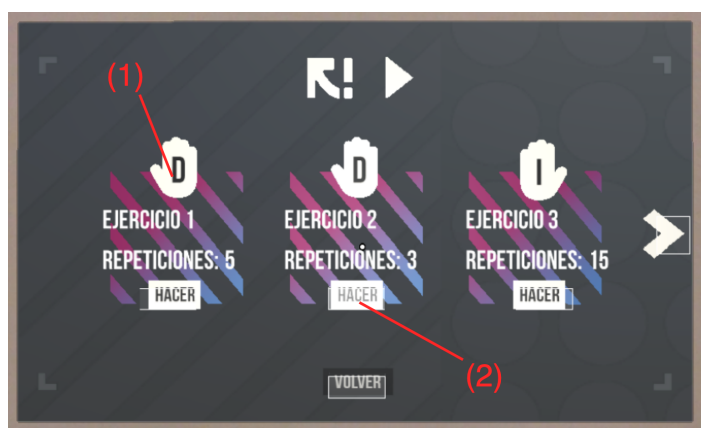 (1)
D D I
EJERCICIO 1 EJERCICIO 2 EJERCICIO 3
REPETICIONES: 5 REPETICIONES: 3 REPETICIONES: 15
HACER HACER HACER
VOLVER
(2)